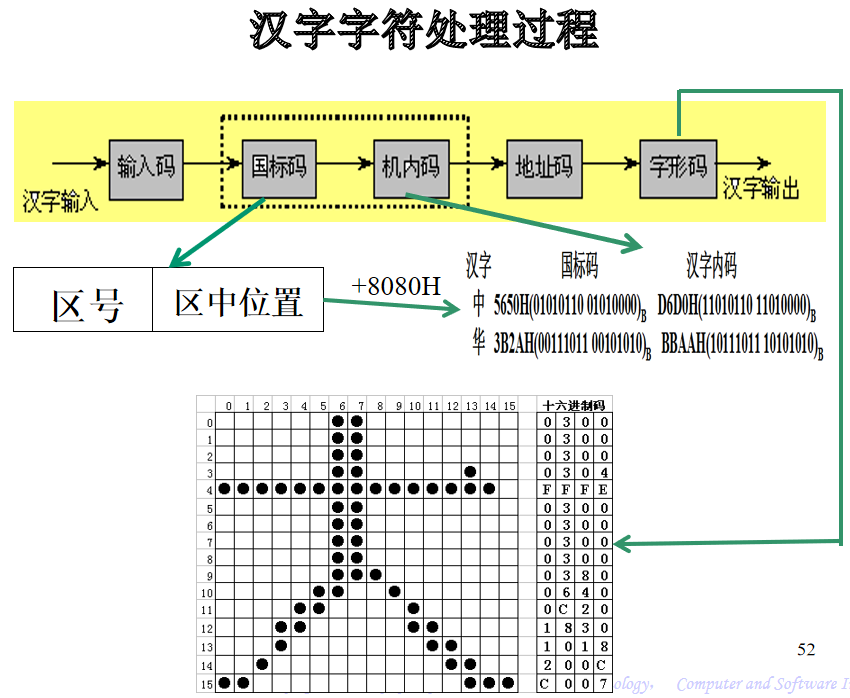 汉字字符处理过程
汉字输入 输入码 国标码 机内码 地址码 字形码 汉字输出
区号 区中位置 +8080H
汉字 国标码 汉字内码
中 5650H(01010110 01010000)B D6D0H(11010110 11010000)B
华 3B2AH(00111011 00101010)B BBAAH(10111011 10101010)B
0 1 2 3 4 5 6 7 8 9 10 11 12 13 14 15 十六进制码
0 0 3 0 0
1 0 3 0 0
2 0 3 0 0
3 0 3 0 4
4 F F F E
5 0 3 0 0
6 0 3 0 0
7 0 3 0 0
8 0 3 0 0
9 0 3 8 0
10 0 6 4 0
11 0 C 2 0
12 1 8 3 0
13 1 0 1 8
14 2 0 0 C
15 C 0 0 7
52
ology, Computer and Software I